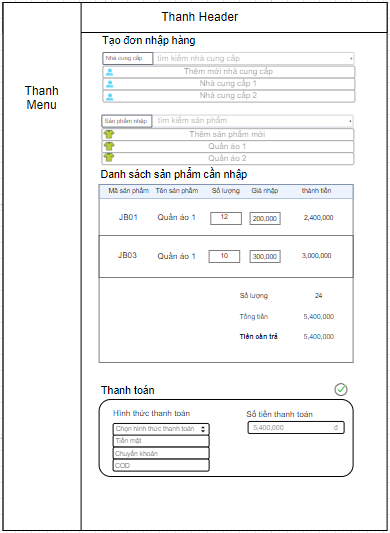 Thanh Header
Thanh
Menu
Tạo đơn nhập hàng
Nhà cung cấp tìm kiếm nhà cung cấp
Thêm mới nhà cung cấp
Nhà cung cấp 1
Nhà cung cấp 2
Sản phẩm nhập tìm kiếm sản phẩm
Thêm sản phẩm mới
Quần áo 1
Quần áo 2
Danh sách sản phẩm cần nhập
Mã sản phẩm Tên sản phẩm Số lượng Giá nhập thành tiền
JB01 Quần áo 1 12 200,000 2,400,000
JB03 Quần áo 1 10 300,000 3,000,000
Số lượng 24
Tổng tiền 5,400,000
Tiền cần trả 5,400,000
Thanh toán
Hình thức thanh toán Số tiền thanh toán
Chọn hình thức thanh toán 5,400,000 đ
Tiền mặt
Chuyển khoản
COD